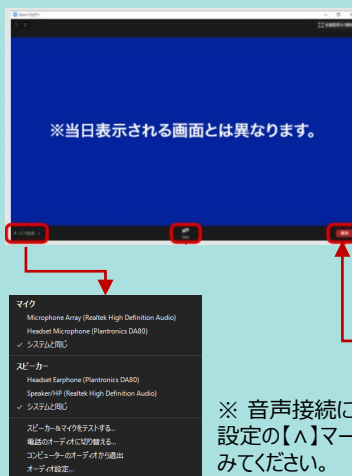 ※当日表示される画面とは異なります。
マイク
Microphone Array (Realtek High Definition Audio)
Headset Microphone (Plantronics DA80)
✓ システムと同じ
スピーカー
Headset Earphone (Plantronics DA80)
Speaker/HP (Realtek High Definition Audio)
✓ システムと同じ
スピーカー&マイクをテストする...
電話のオーディオに切り替える...
コンピューターのオーディオから退出
オーディオ設定...
※ 音声接続に
設定の【∧】マー
みてください。